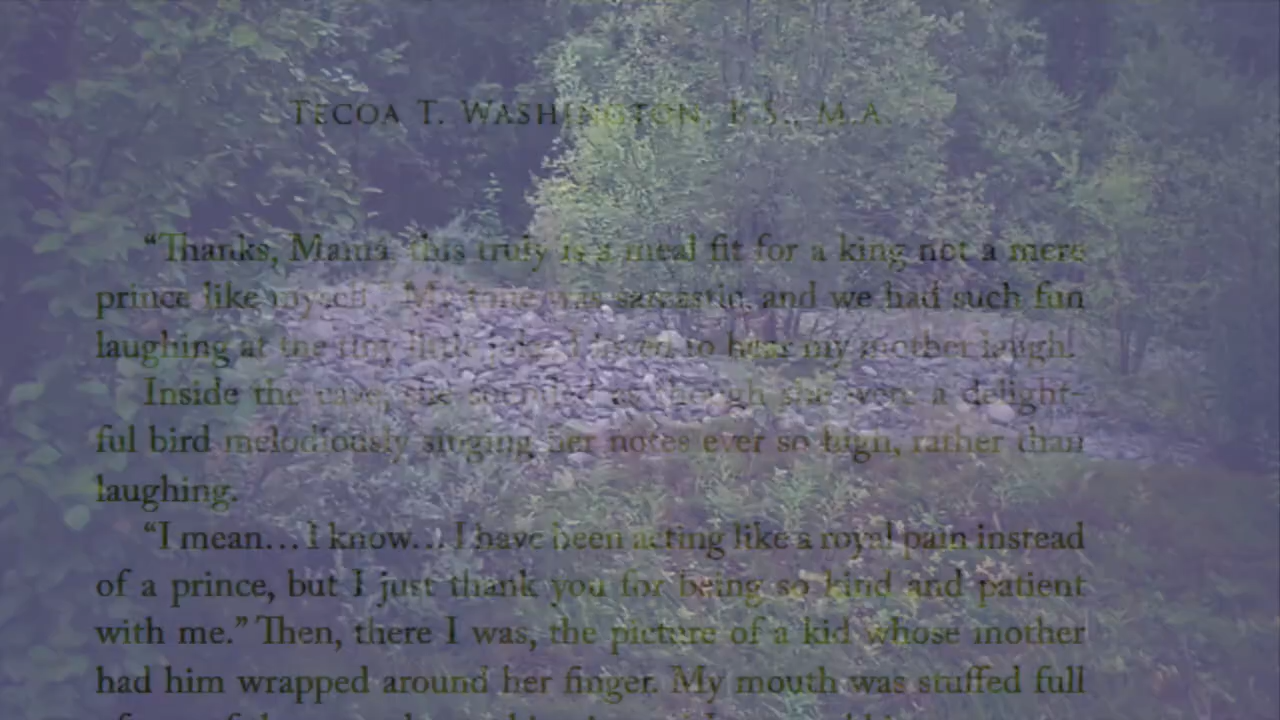 TECOA T. WASHINGTON, B.S., M.A.
“Thanks, Mama, this truly is a meal fit for a king not a mere
prince like myself.” My tone was sarcastic, and we had such fun
laughing at the tiny little joke. I loved to hear my mother laugh.
Inside the cave, she sounded as though she were a delight-
ful bird melodiously singing her notes ever so high, rather than
laughing.
“I mean…I know…I have been acting like a royal pain instead
of a prince, but I just thank you for being so kind and patient
with me.” Then, there I was, the picture of a kid whose mother
had him wrapped around her finger. My mouth was stuffed full